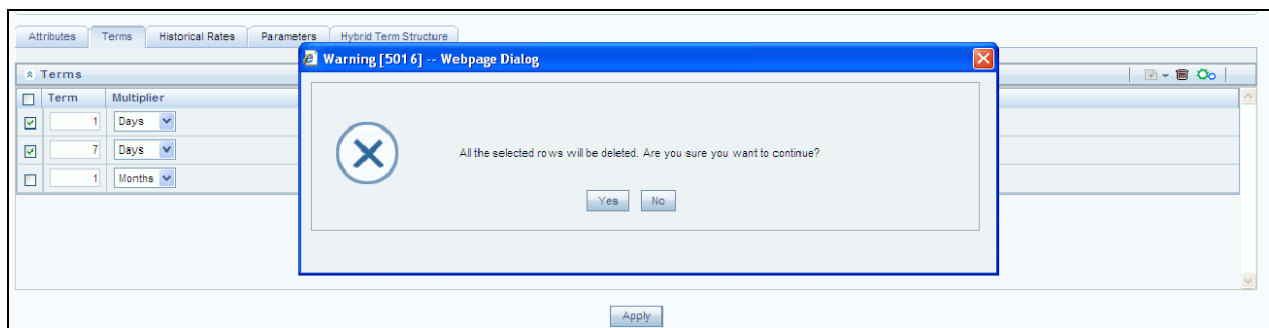 Attributes Terms Historical Rates Parameters Hybrid Term Structure
Warning [5016] -- Webpage Dialog
Terms
Term Multiplier
1 Days
7 Days
1 Months
All the selected rows will be deleted. Are you sure you want to continue?
Yes No
Apply